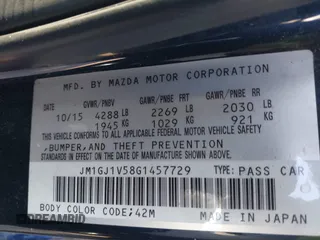 MFD. BY MAZDA MOTOR CORPORATION
GVWR/PNBV GAWR/PNBE FRT GAWR/PNBE RR
10/15 4288 LB 2269 LB 2030 LB
1945 KG 1029 KG 921 KG
THIS VEHICLE CONFORMS TO ALL APPLICABLE FEDERAL MOTOR VEHICLE SAFETY
,BUMPER, AND THEFT PREVENTION
STANDARDS IN EFFECT ON THE DATE OF MANUFACTURE SHOWN ABOVE.
JM1GJ1V58G1457729 TYPE: PASS CAR
BODY COLOR CODE:42M
MADE IN JAPAN
DREAMBID